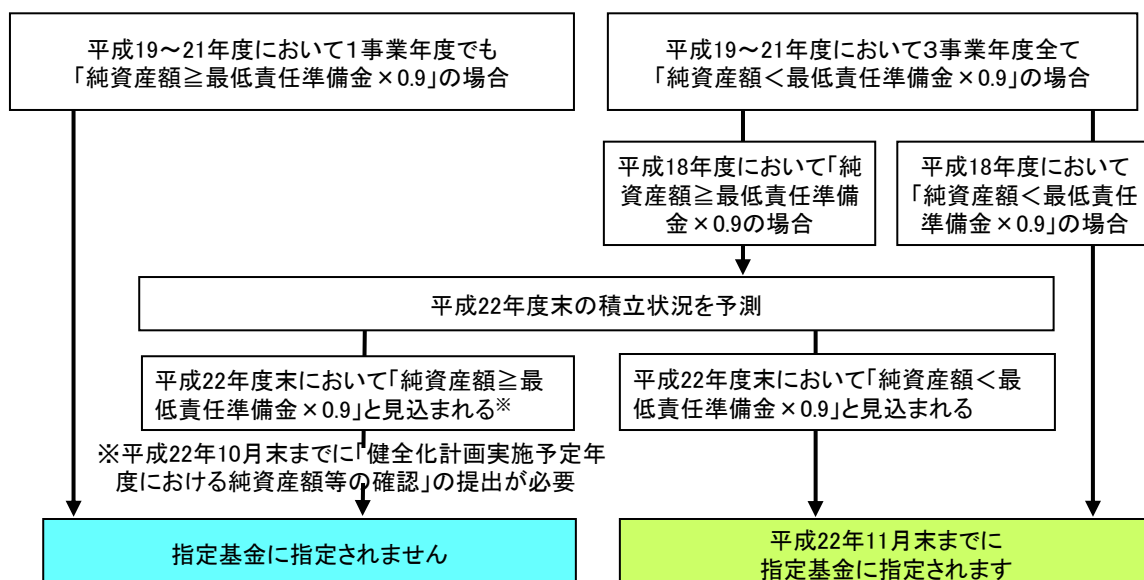 平成19～21年度において１事業年度でも
「純資産額≧最低責任準備金×0.9」の場合
平成19～21年度において３事業年度全て
「純資産額＜最低責任準備金×0.9」の場合
平成18年度において「純
資産額≧最低責任準備
金×0.9の場合
平成18年度において
「純資産額＜最低責任
準備金×0.9」の場合
平成22年度末の積立状況を予測
平成22年度末において「純資産額≧最
低責任準備金×0.9」と見込まれる※
平成22年度末において「純資産額＜最
低責任準備金×0.9」と見込まれる
※平成22年10月末までに「健全化計画実施予定年
度における純資産額等の確認」の提出が必要
指定基金に指定されません
平成22年11月末までに
指定基金に指定されます